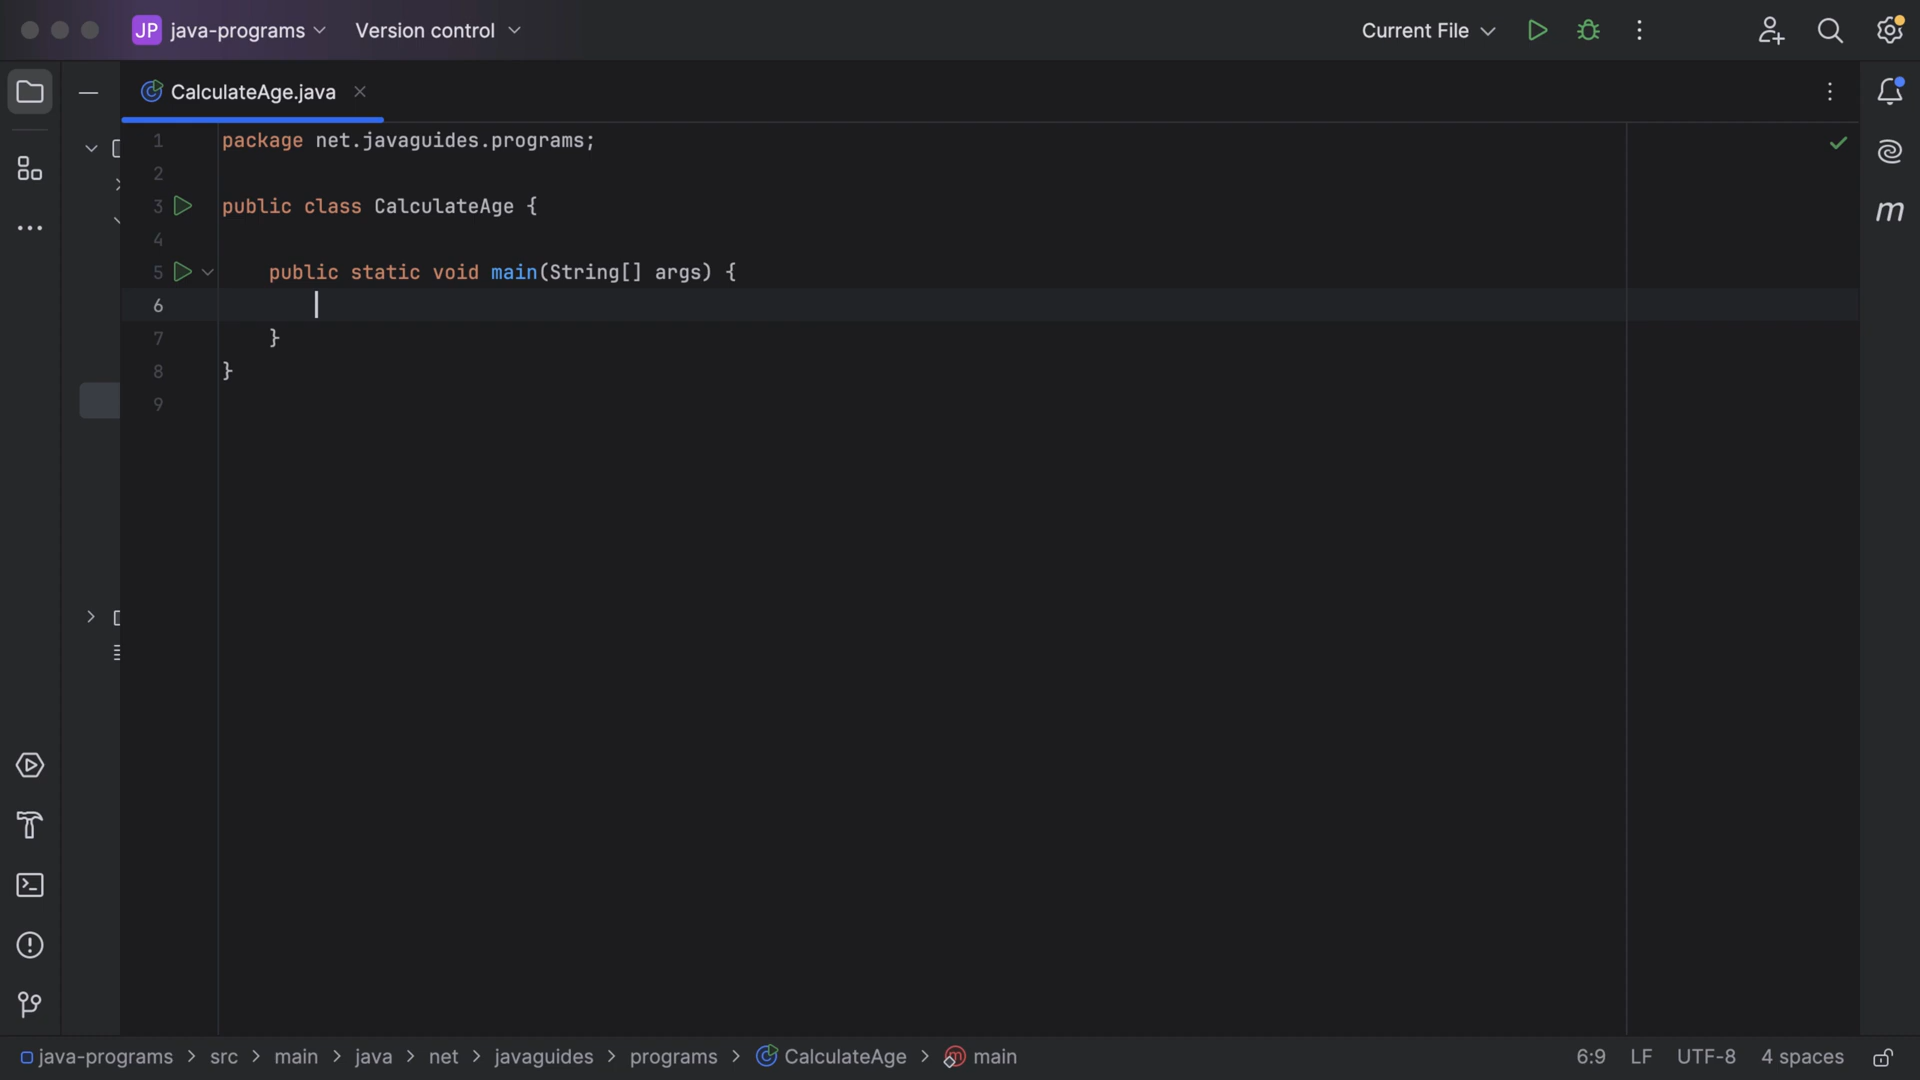 JP java-programs Version control Current File
CalculateAge.java
1 package net.javaguides.programs;
2
3 public class CalculateAge {
4
5 public static void main(String[] args) {
6
7 }
8 }
9
m
java-programs > src > main > java > net > javaguides > programs > CalculateAge > m main 6:9 LF UTF-8 4 spaces